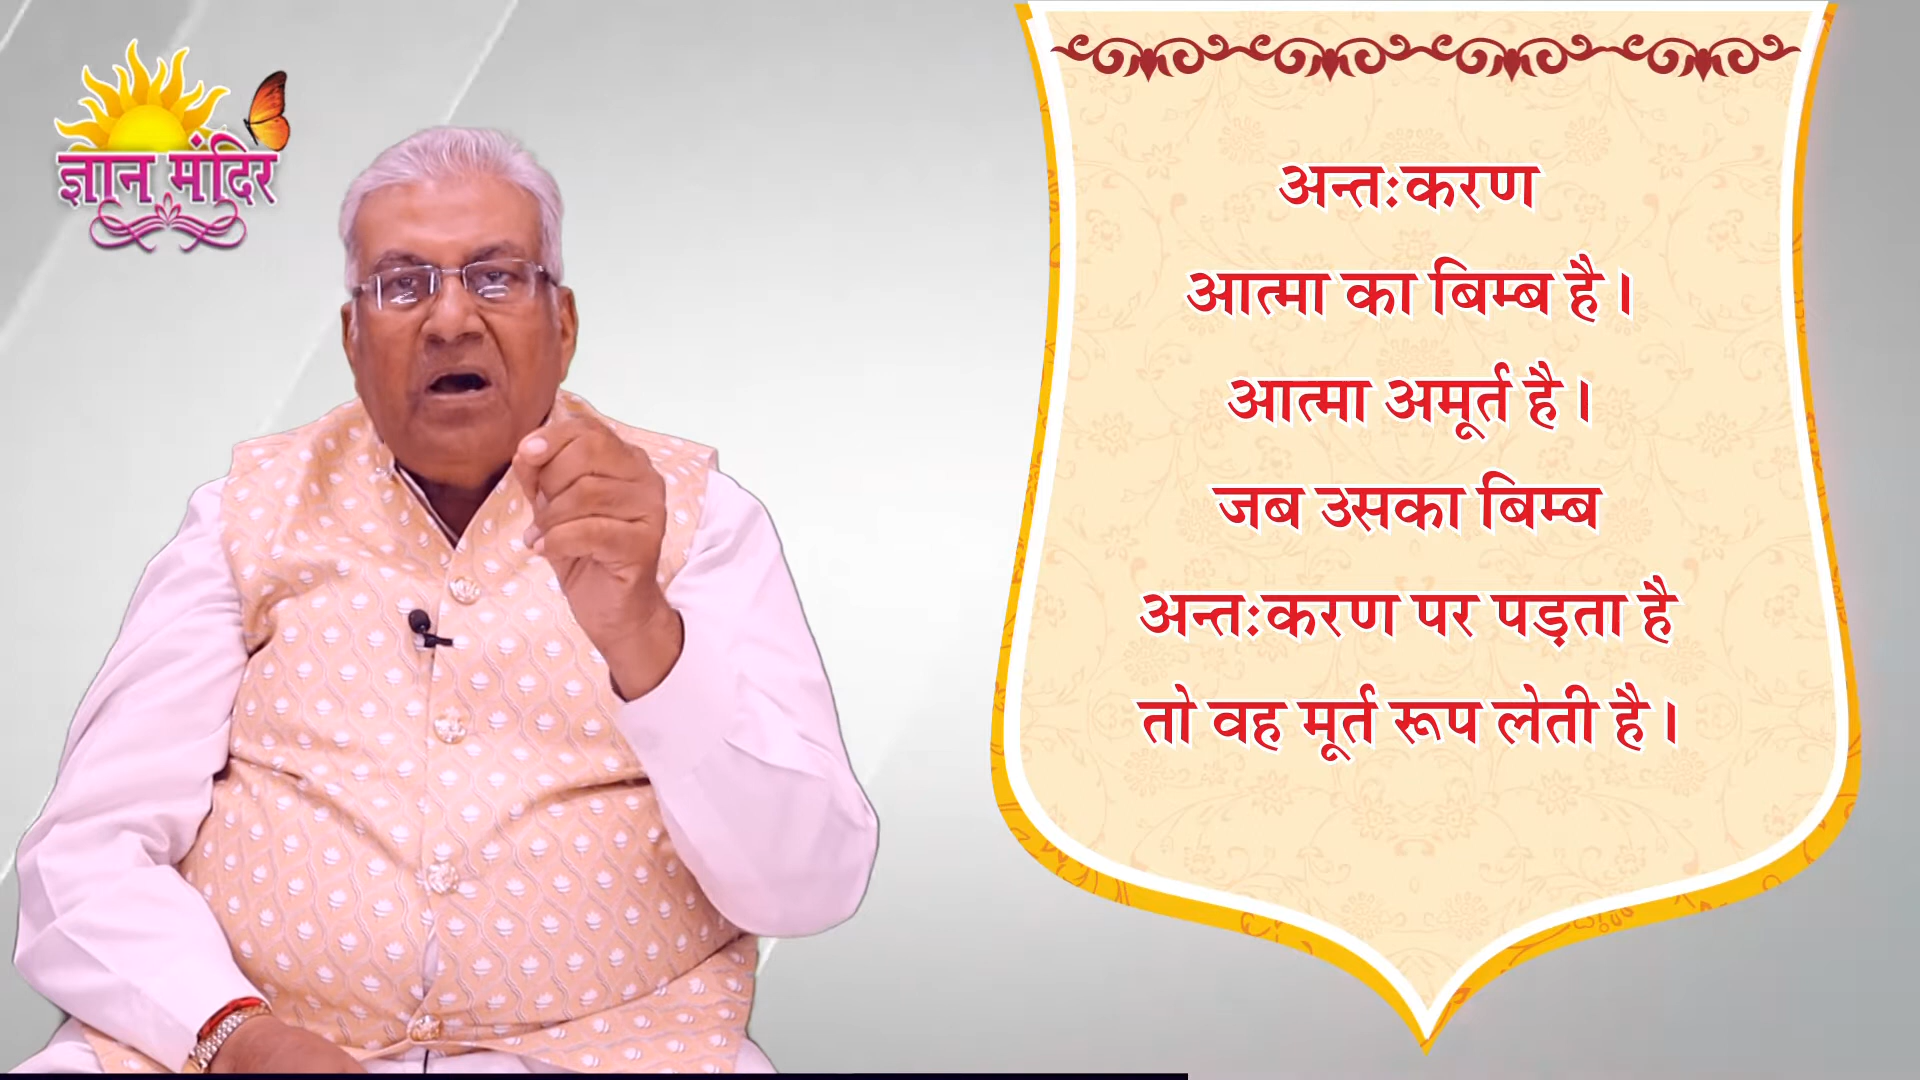 ज्ञान मंदिर
अन्तःकरण
आत्मा का बिम्ब है।
आत्मा अमूर्त है।
जब उसका बिम्ब
अन्तःकरण पर पड़ता है
तो वह मूर्त रूप लेती है।